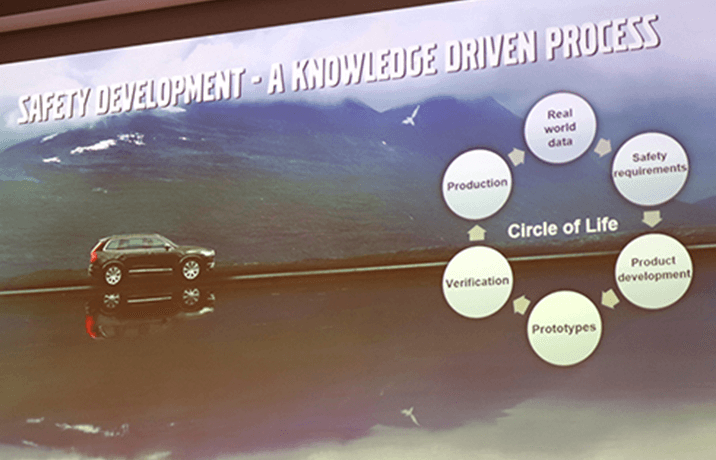 SAFETY DEVELOPMENT - A KNOWLEDGE DRIVEN PROCESS
Real
world
data
Safety
requirements
Production
Circle of Life
Product
development
Verification
Prototypes